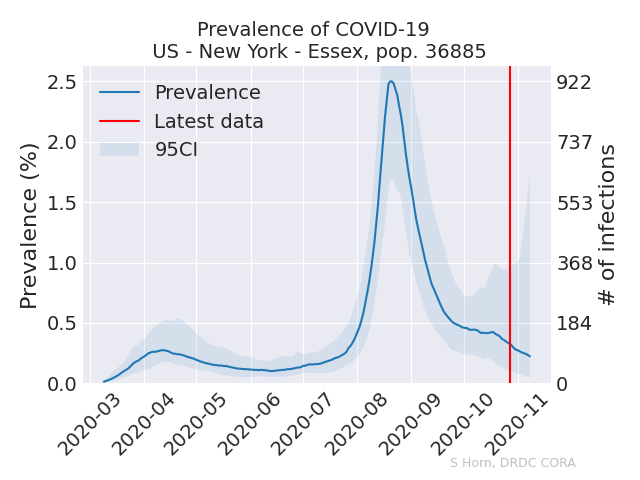 Prevalence of COVID-19
US - New York - Essex, pop. 36885
Prevalence
Latest data
95CI
Prevalence (%)
2.5
2.0
1.5
1.0
0.5
0.0
922
737
553
368
184
0
# of infections
2020-03
2020-04
2020-05
2020-06
2020-07
2020-08
2020-09
2020-10
2020-11
S Horn, DRDC CORA